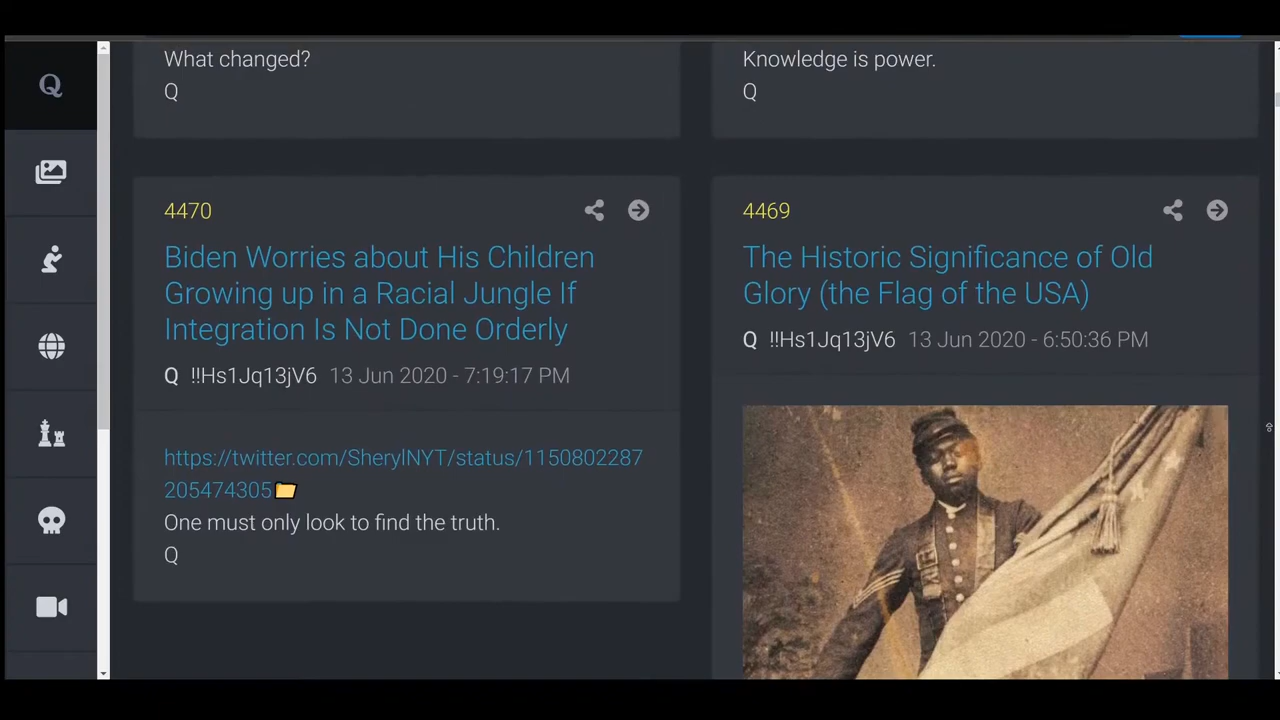 Q
What changed?
Q
Knowledge is power.
Q
4470
Biden Worries about His Children
Growing up in a Racial Jungle If
Integration Is Not Done Orderly
Q !!Hs1Jq13jV6 13 Jun 2020 - 7:19:17 PM
https://twitter.com/SherylNYT/status/1150802287
205474305
One must only look to find the truth.
Q
4469
The Historic Significance of Old
Glory (the Flag of the USA)
Q !!Hs1Jq13jV6 13 Jun 2020 - 6:50:36 PM